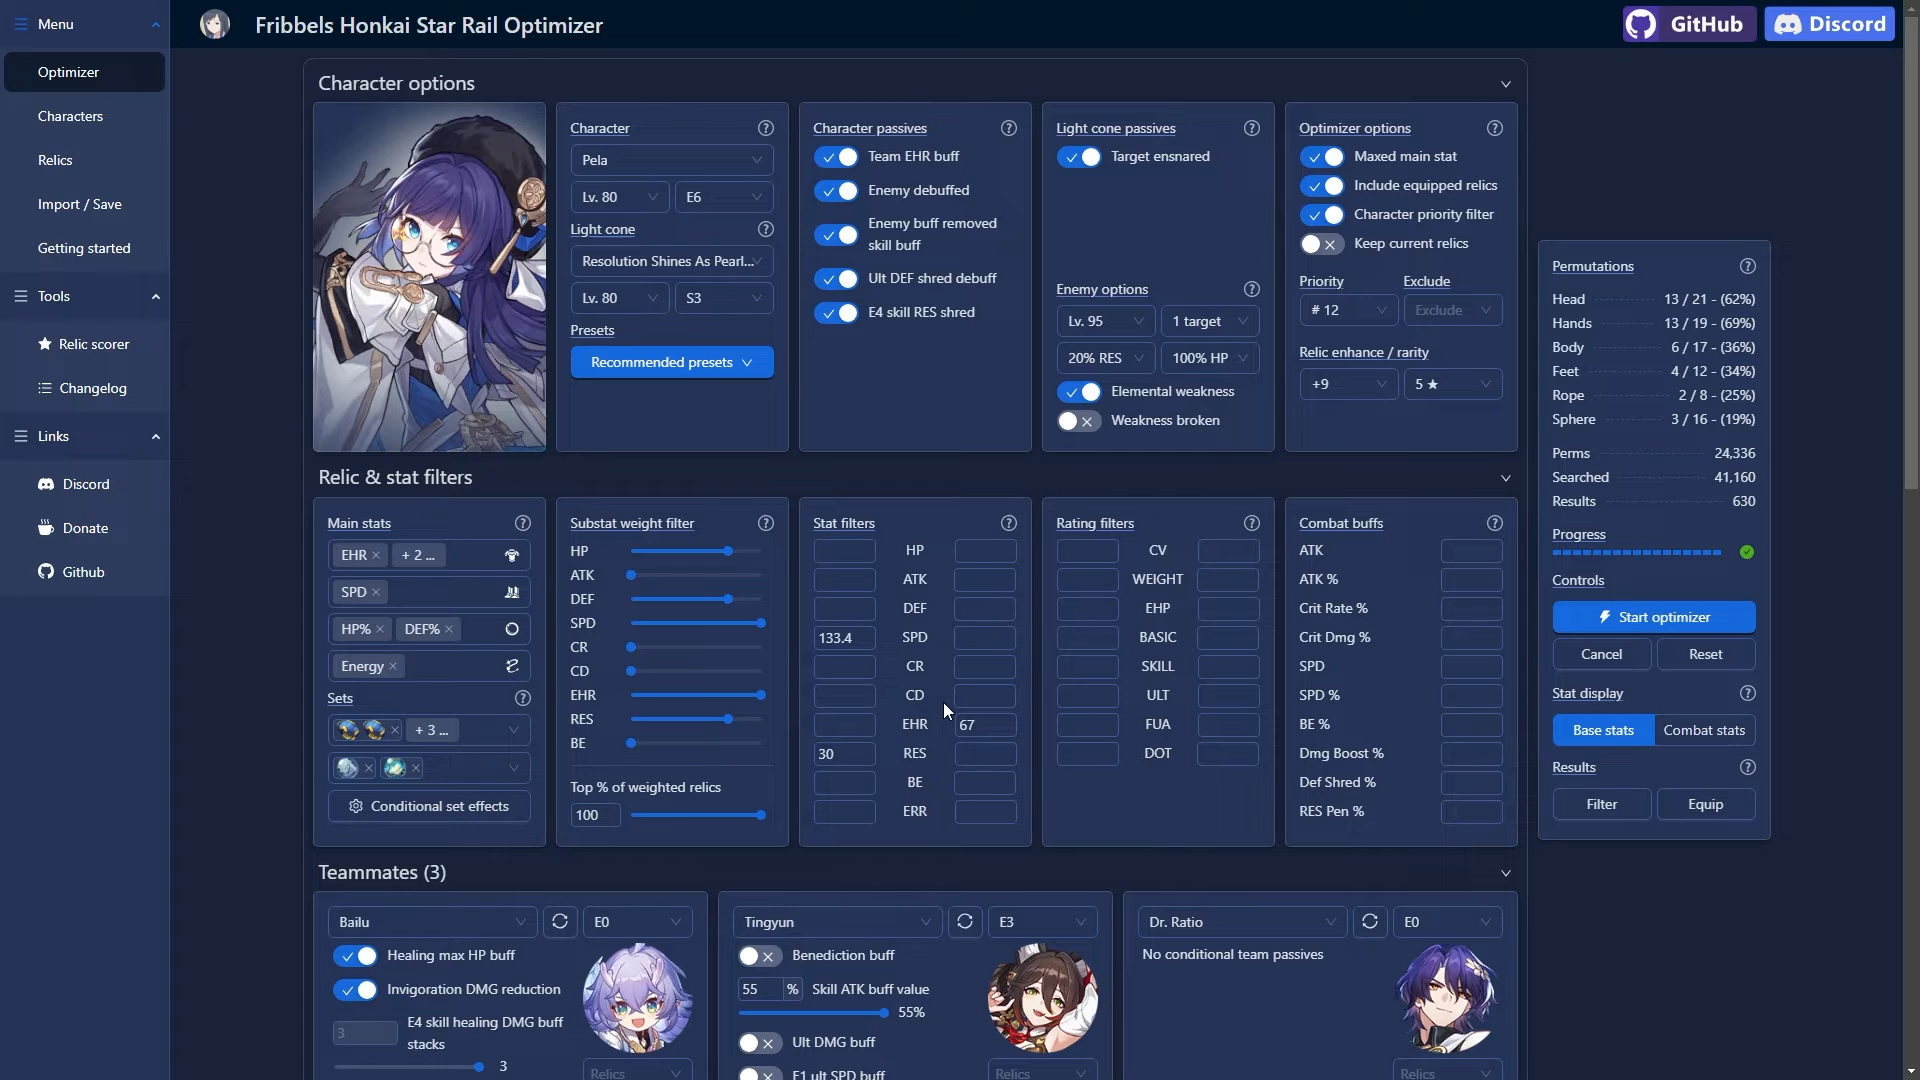 Menu
Optimizer
Characters
Relics
Import / Save
Getting started
Tools
Relic scorer
Changelog
Links
Discord
Donate
Github
Fribbels Honkai Star Rail Optimizer
GitHub
Discord
Character options
Character
Pela
Lv. 80
E6
Light cone
Resolution Shines As Pearl...
Lv. 80
S3
Presets
Recommended presets
Character passives
Team EHR buff
Enemy debuffed
Enemy buff removed
skill buff
Ult DEF shred debuff
E4 skill RES shred
Light cone passives
Target ensnared
Enemy options
Lv. 95
1 target
20% RES
100% HP
Elemental weakness
Weakness broken
Optimizer options
Maxed main stat
Include equipped relics
Character priority filter
Keep current relics
Priority
Exclude
# 12
Exclude
Relic enhance / rarity
+9
5 ★
Permutations
Head 13 / 21 - (62%)
Hands 13 / 19 - (69%)
Body 6 / 17 - (36%)
Feet 4 / 12 - (34%)
Rope 2 / 8 - (25%)
Sphere 3 / 16 - (19%)
Perms 24,336
Searched 41,160
Results 630
Progress
Controls
Start optimizer
Cancel
Reset
Stat display
Base stats
Combat stats
Results
Filter
Equip
Relic & stat filters
Main stats
EHR
+ 2 ...
SPD
HP%
DEF%
Energy
Sets
+ 3 ...
Conditional set effects
Substat weight filter
HP
ATK
DEF
SPD
CR
CD
EHR
RES
BE
Top % of weighted relics
100
Stat filters
HP
ATK
DEF
133.4 SPD
CR
CD
EHR 67
30 RES
BE
ERR
Rating filters
CV
WEIGHT
EHP
BASIC
SKILL
ULT
FUA
DOT
Combat buffs
ATK
ATK %
Crit Rate %
Crit Dmg %
SPD
SPD %
BE %
Dmg Boost %
Def Shred %
RES Pen %
Teammates (3)
Bailu
E0
Healing max HP buff
Invigoration DMG reduction
3
E4 skill healing DMG buff
stacks
3
Relics
Tingyun
E3
Benediction buff
55 %
Skill ATK buff value
55%
Ult DMG buff
E1 ult SPD buff
Relics
Dr. Ratio
E0
No conditional team passives
Relics